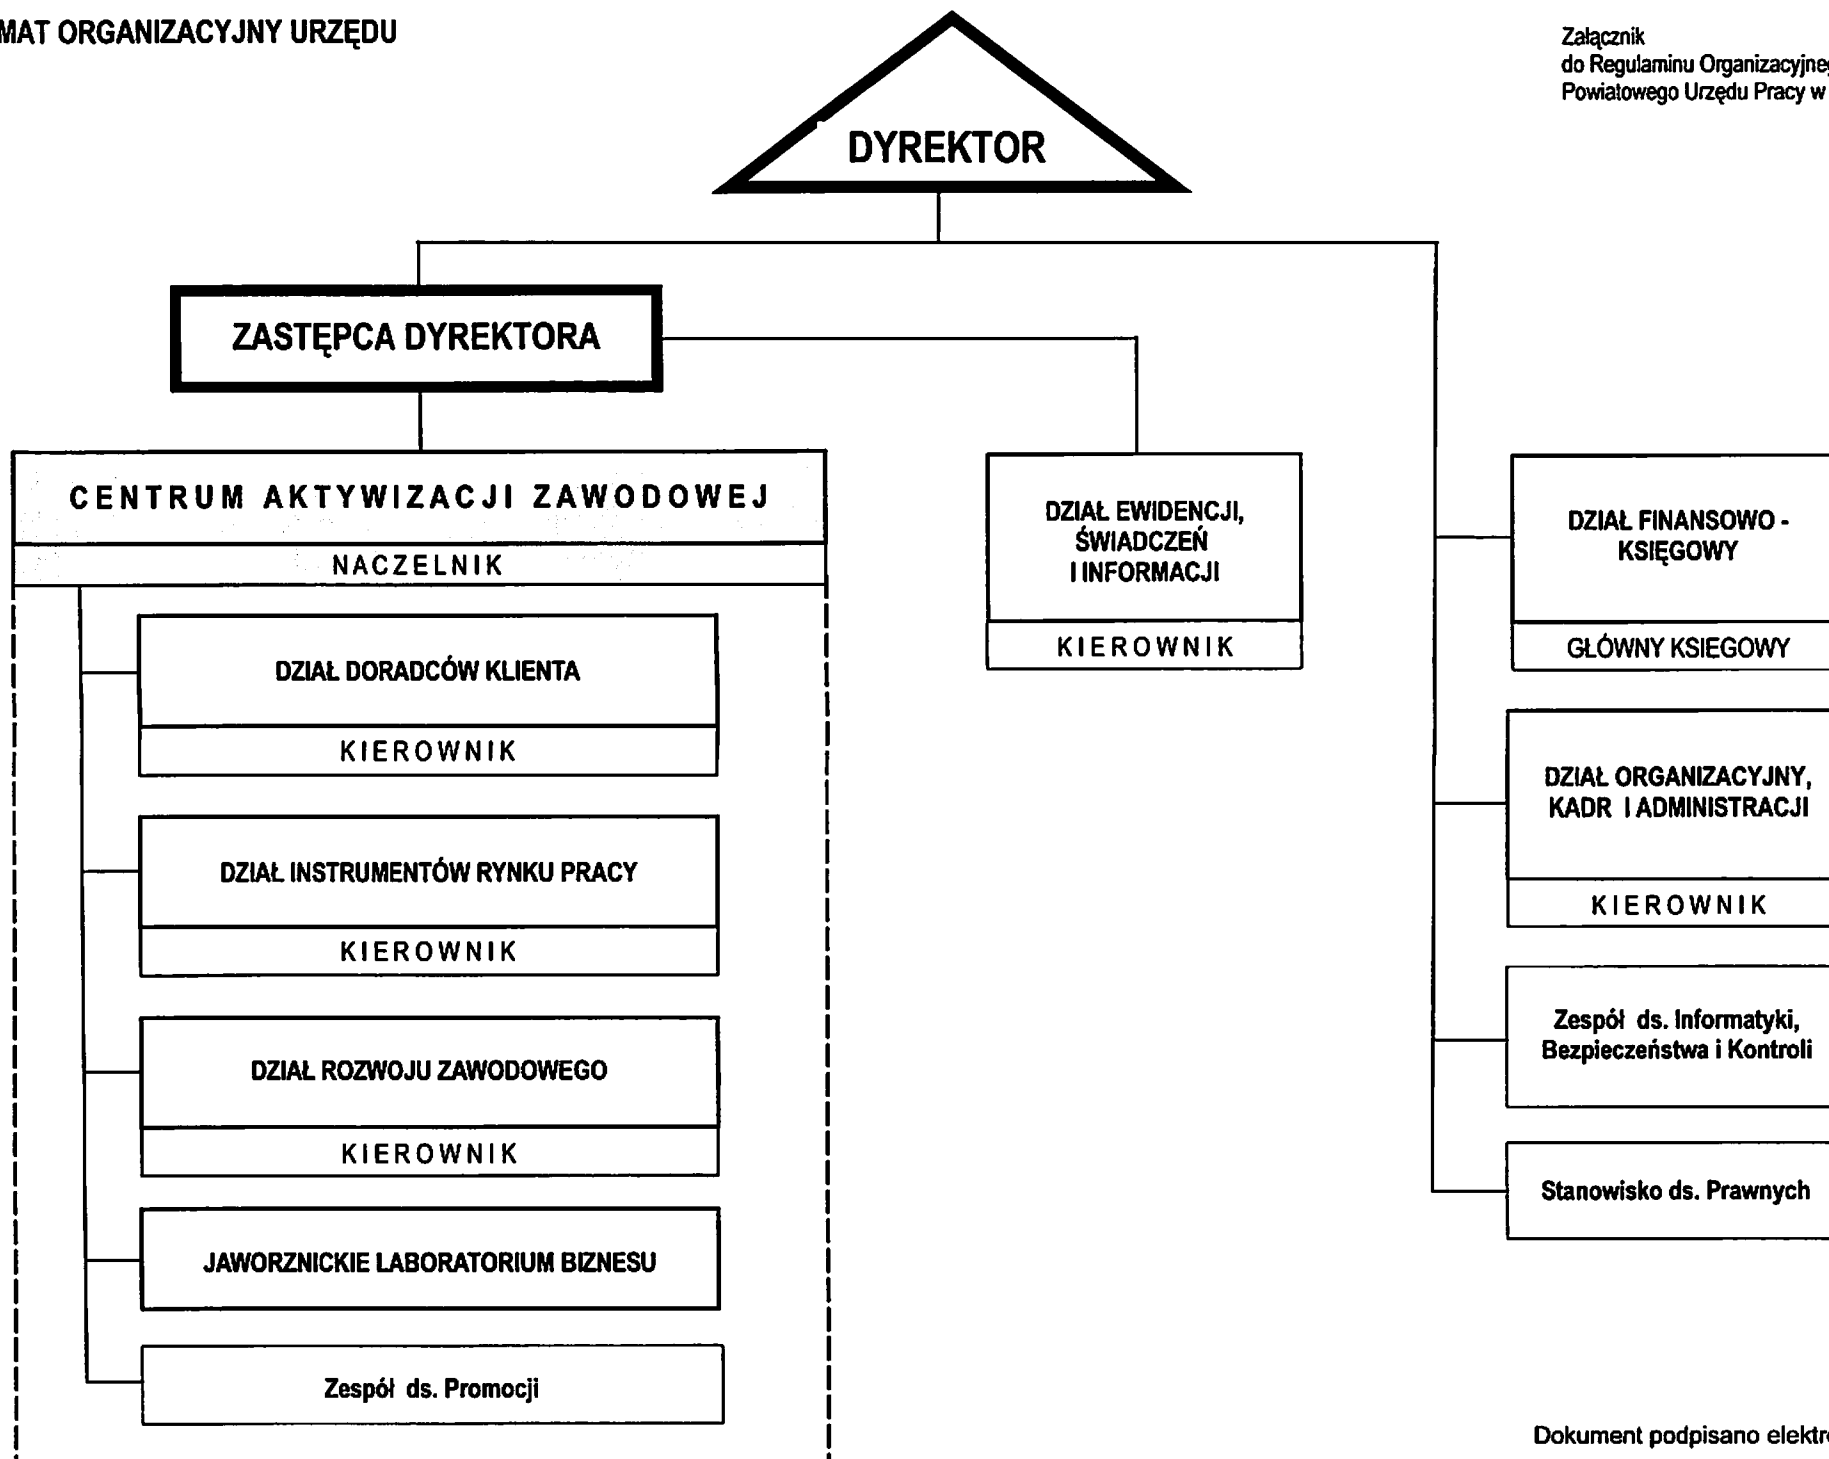 MAT ORGANIZACYJNY URZĘDU
Załącznik
do Regulaminu Organizacyjneg
Powiatowego Urzędu Pracy w
DYREKTOR
ZASTĘPCA DYREKTORA
CENTRUM AKTYWIZACJI ZAWODOWEJ
NACZELNIK
DZIAŁ DORADCÓW KLIENTA
KIEROWNIK
DZIAŁ INSTRUMENTÓW RYNKU PRACY
KIEROWNIK
DZIAŁ ROZWOJU ZAWODOWEGO
KIEROWNIK
JAWORZNICKIE LABORATORIUM BIZNESU
Zespół ds. Promocji
DZIAŁ EWIDENCJI,
ŚWIADCZEŃ
I INFORMACJI
KIEROWNIK
DZIAŁ FINANSOWO -
KSIĘGOWY
GŁÓWNY KSIEGOWY
DZIAŁ ORGANIZACYJNY,
KADR I ADMINISTRACJI
KIEROWNIK
Zespół ds. Informatyki,
Bezpieczeństwa i Kontroli
Stanowisko ds. Prawnych
Dokument podpisano elektro